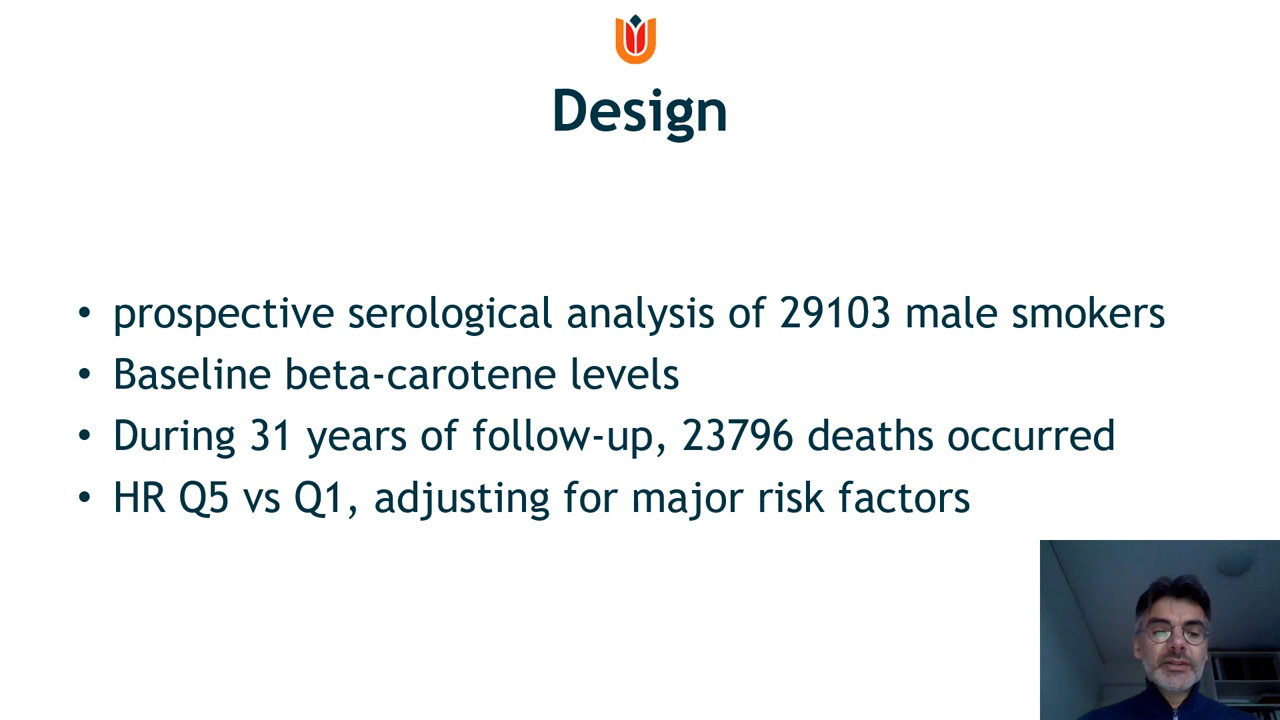 Design
• prospective serological analysis of 29103 male smokers
• Baseline beta-carotene levels
• During 31 years of follow-up, 23796 deaths occurred
• HR Q5 vs Q1, adjusting for major risk factors